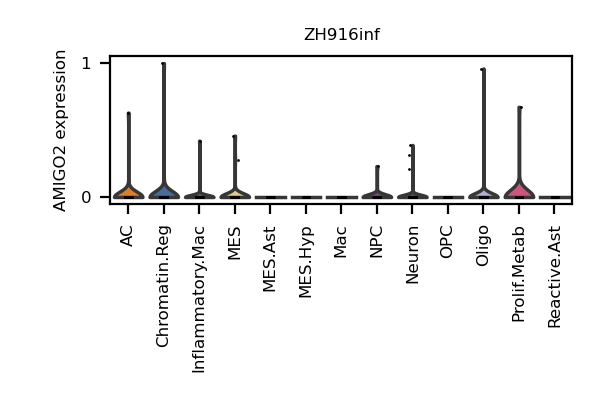 ZH916inf
AMIGO2 expression
1
0
AC
Chromatin.Reg
Inflammatory.Mac
MES
MES.Ast
MES.Hyp
Mac
NPC
Neuron
OPC
Oligo
Prolif.Metab
Reactive.Ast